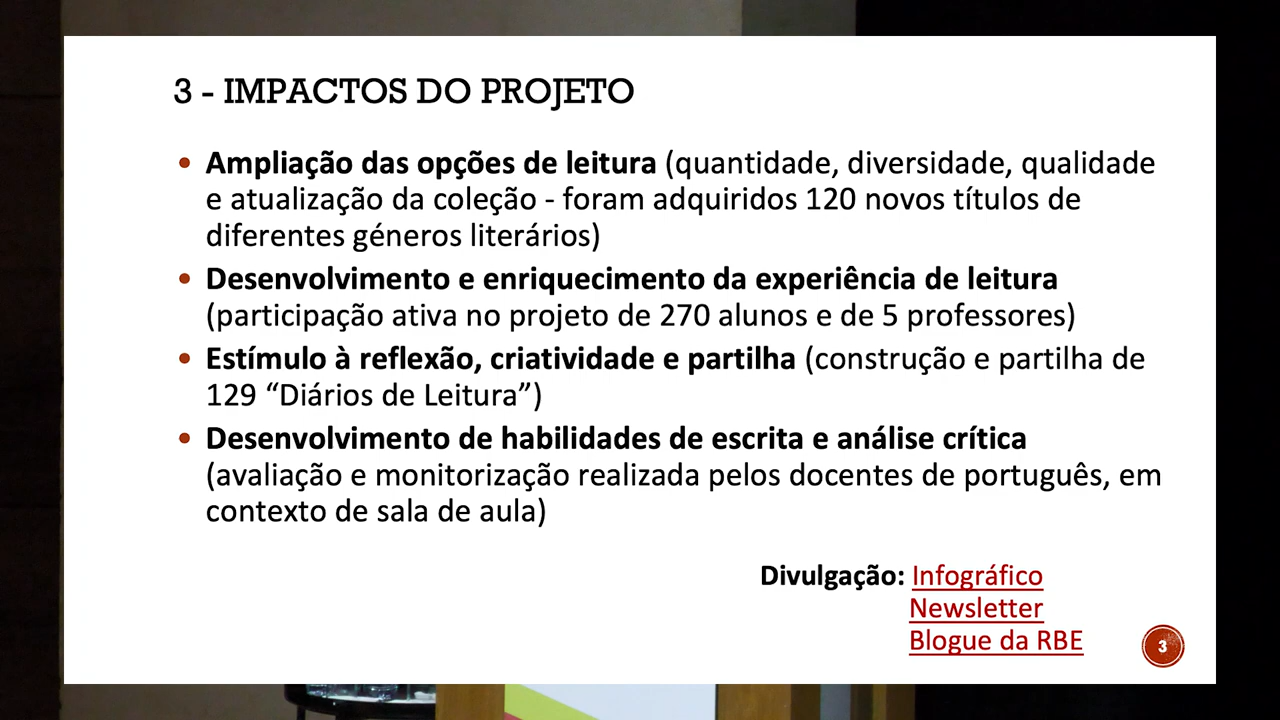 3 - IMPACTOS DO PROJETO
• Ampliação das opções de leitura (quantidade, diversidade, qualidade
e atualização da coleção - foram adquiridos 120 novos títulos de
diferentes géneros literários)
• Desenvolvimento e enriquecimento da experiência de leitura
(participação ativa no projeto de 270 alunos e de 5 professores)
• Estímulo à reflexão, criatividade e partilha (construção e partilha de
129 “Diários de Leitura”)
• Desenvolvimento de habilidades de escrita e análise crítica
(avaliação e monitorização realizada pelos docentes de português, em
contexto de sala de aula)
Divulgação: Infográfico
Newsletter
Blogue da RBE
3